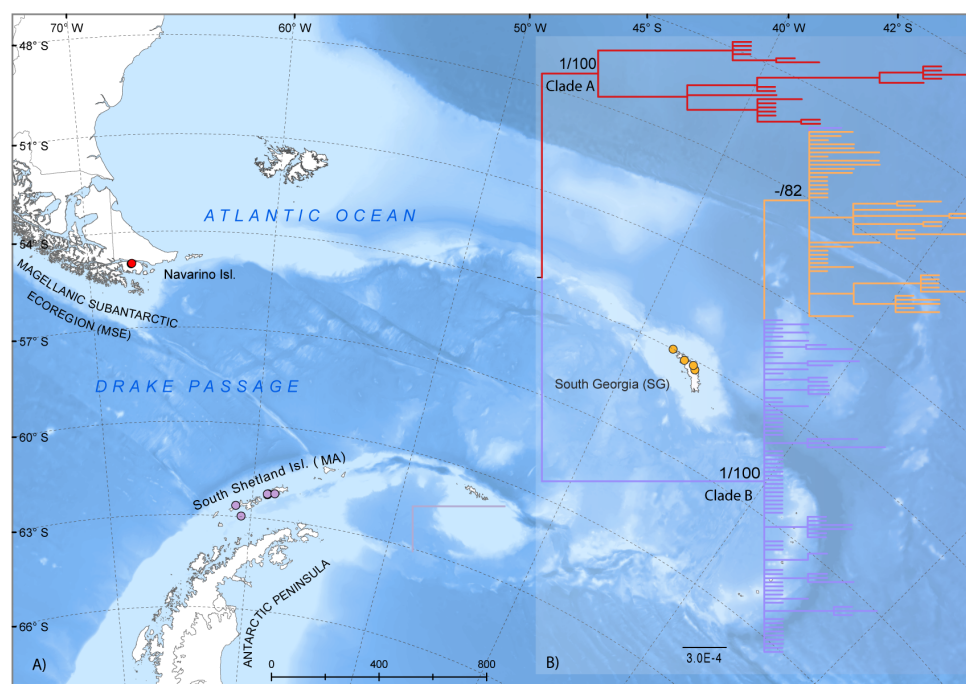 70° W
60° W
50° W
45° S
40° W
42° S
48° S
51° S
54° S
57° S
60° S
63° S
66° S
1/100
Clade A
-/82
ATLANTIC OCEAN
Navarino Isl.
MAGELLANIC SUBANTARCTIC
ECOREGION (MSE)
DRAKE PASSAGE
South Georgia (SG)
South Shetland Isl. ( MA)
1/100
Clade B
ANTARCTIC PENINSULA
A)
0 400 800
B)
3.0E-4